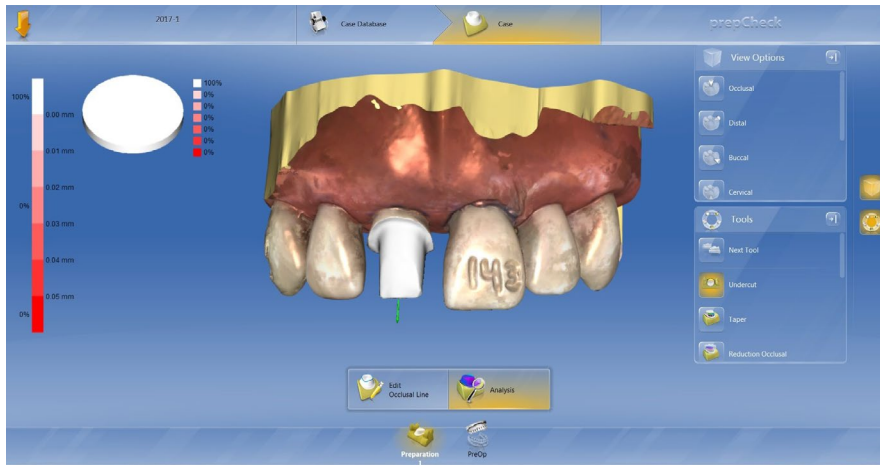 2017-1
Case Database
Case
prepCheck
View Options
Occlusal
Distal
Buccal
Cervical
Tools
Next Tool
Undercut
Taper
Reduction Occlusal
100%
0.00 mm
0.01 mm
0.02 mm
0%
0.03 mm
0.04 mm
0.05 mm
0%
100%
0%
0%
0%
0%
0%
0%
Edit
Occlusal Line
Analysis
Preparation
1
PreOp